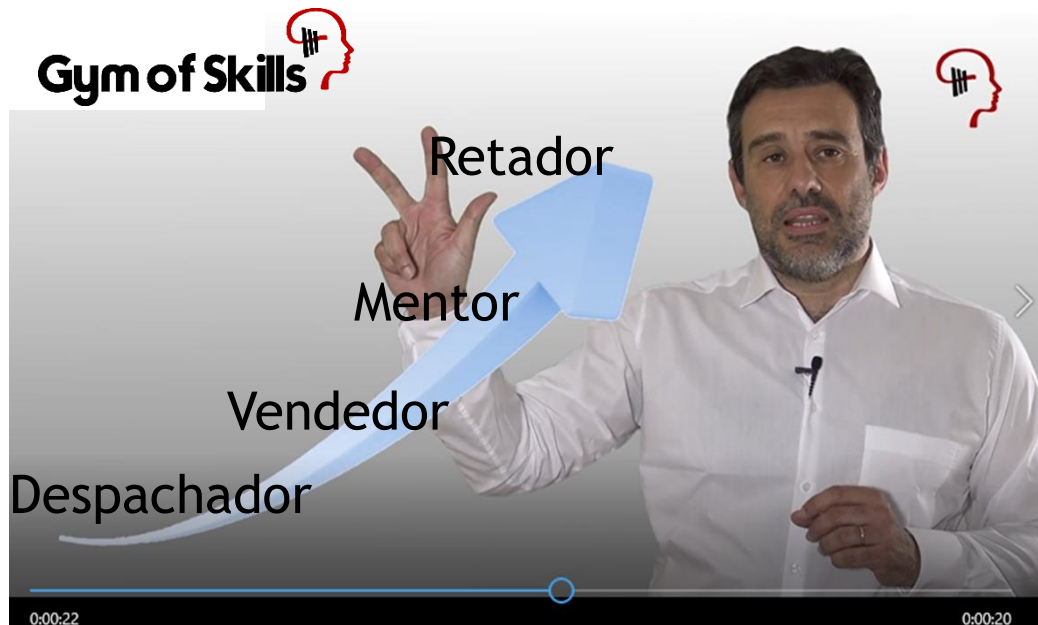 Gym of Skills
Retador
Mentor
Vendedor
Despachador
0:00:22
0:00:20